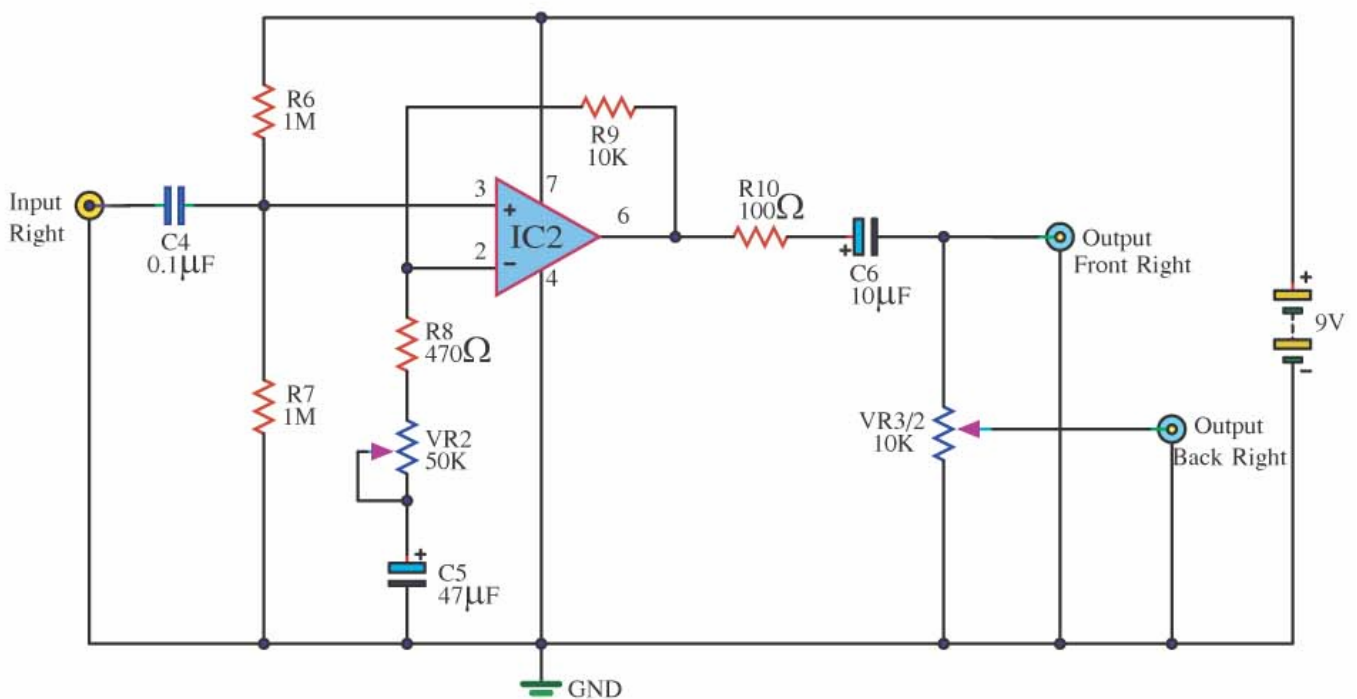 R6
1M
R9
10K
Input
Right
C4
0.1µF
3
+
7
IC2
6
2
-
4
R10
100Ω
+
C6
10µF
Output
Front Right
+
9V
-
R8
470Ω
R7
1M
VR2
50K
VR3/2
10K
Output
Back Right
+
C5
47µF
GND